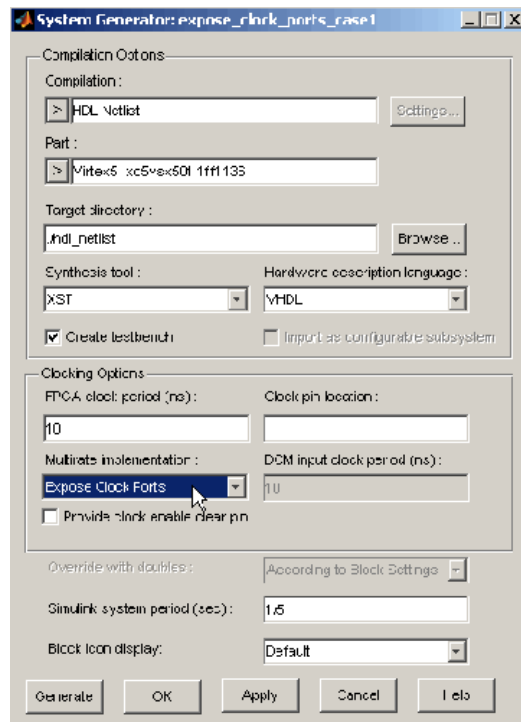 System Generator: expose_clock_ports_case1
Compilation Options
Compilation :
> HDL Netlist Settings...
Part :
> Virtex5 xc5vsx50t-1ff1136
Target directory :
./hdl_netlist Browse...
Synthesis tool : Hardware description language :
XST VHDL
Create testbench Import as configurable subsystem
Clocking Options
FPGA clock period (ns) : Clock pin location :
10
Multirate implementation : DCM input clock period (ns) :
Expose Clock Ports 10
Provide clock enable clear pin
Override with doubles : According to Block Settings
Simulink system period (sec) : 1/5
Block icon display: Default
Generate OK Apply Cancel Help